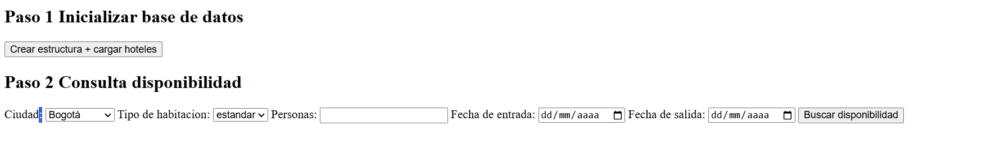 Paso 1 Inicializar base de datos
Crear estructura + cargar hoteles
Paso 2 Consulta disponibilidad
Ciudad: Bogotá Tipo de habitacion: estandar Personas: Fecha de entrada: dd/mm/aaaa Fecha de salida: dd/mm/aaaa Buscar disponibilidad